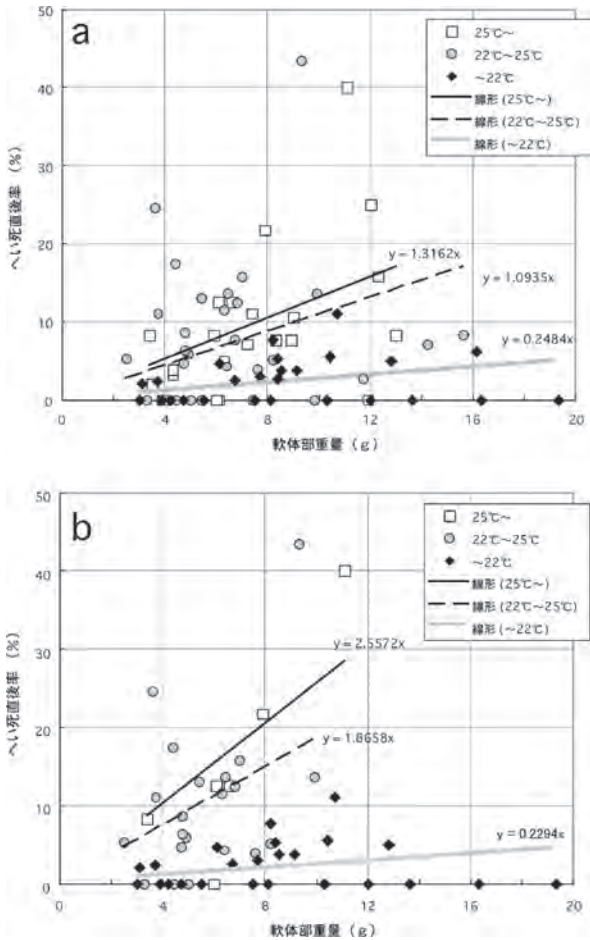 a
50
40
30
20
10
0
へい死直後率 (%)
25℃~
22℃~25℃
~22℃
線形 (25℃~)
線形 (22℃~25℃)
線形 (~22℃)
y = 1.3162x
y = 1.0935x
y = 0.2484x
0 4 8 12 16 20
軟体部重量 (g)
b
50
40
30
20
10
0
へい死直後率 (%)
25℃~
22℃~25℃
~22℃
線形 (25℃~)
線形 (22℃~25℃)
線形 (~22℃)
y = 2.5572x
y = 1.8658x
y = 0.2294x
0 4 8 12 16 20
軟体部重量 (g)